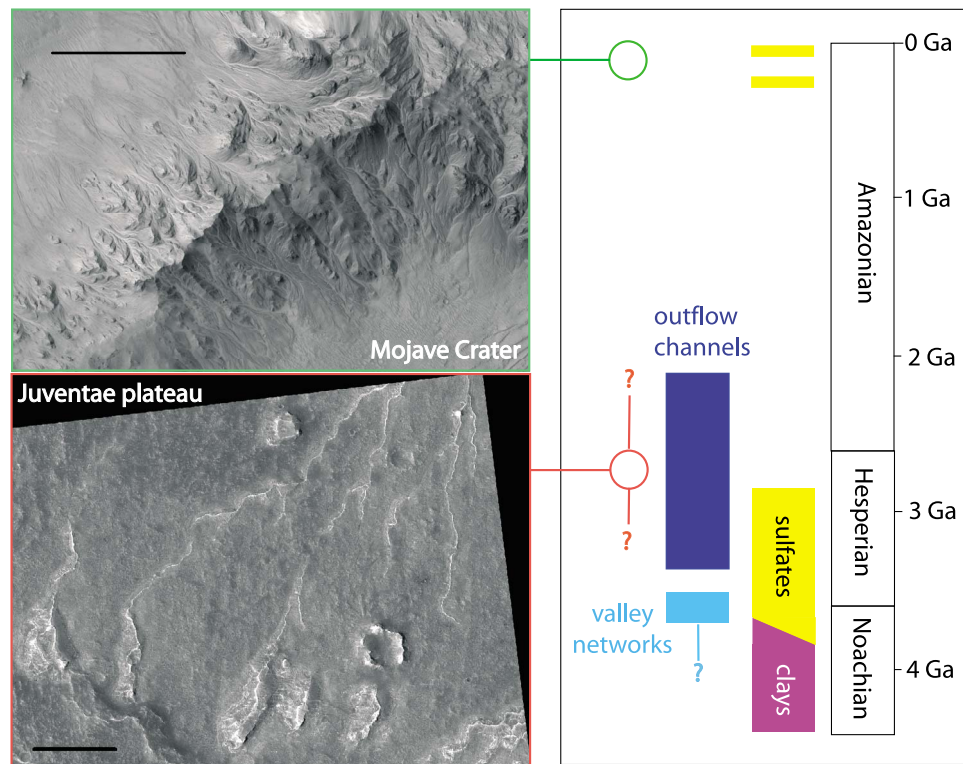 Mojave Crater
Juventae plateau
outflow
channels
?
?
valley
networks
?
sulfates
clays
Amazonian
Hesperian
Noachian
0 Ga
1 Ga
2 Ga
3 Ga
4 Ga